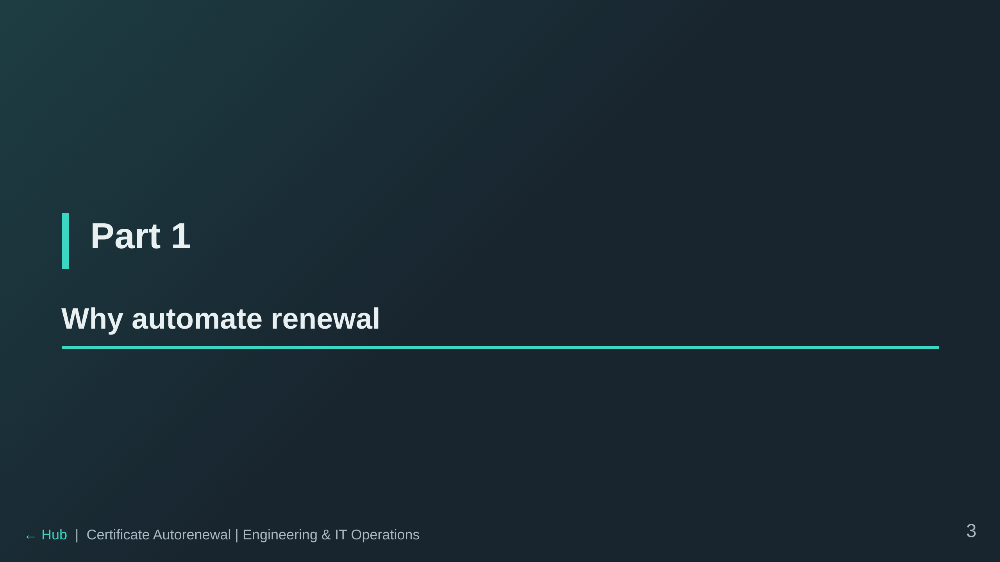 Part 1
Why automate renewal
← Hub | Certificate Autorenewal | Engineering & IT Operations
3